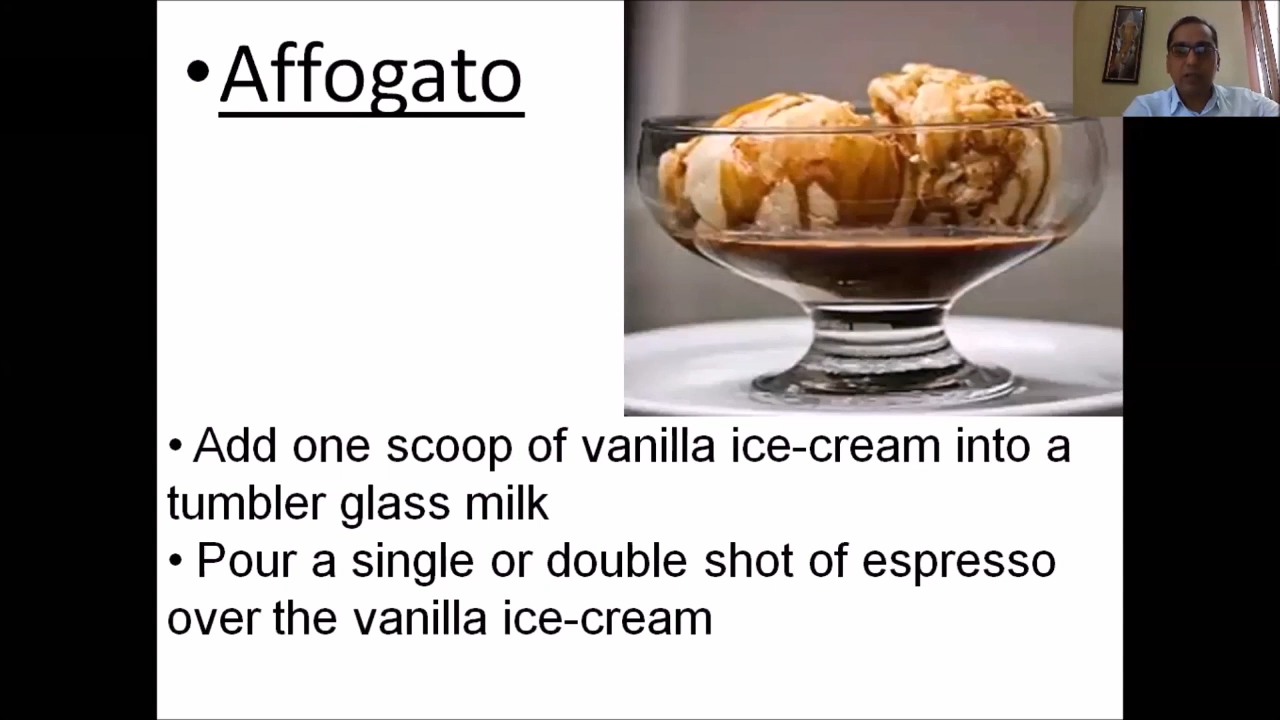 •Affogato
• Add one scoop of vanilla ice-cream into a
tumbler glass milk
• Pour a single or double shot of espresso
over the vanilla ice-cream